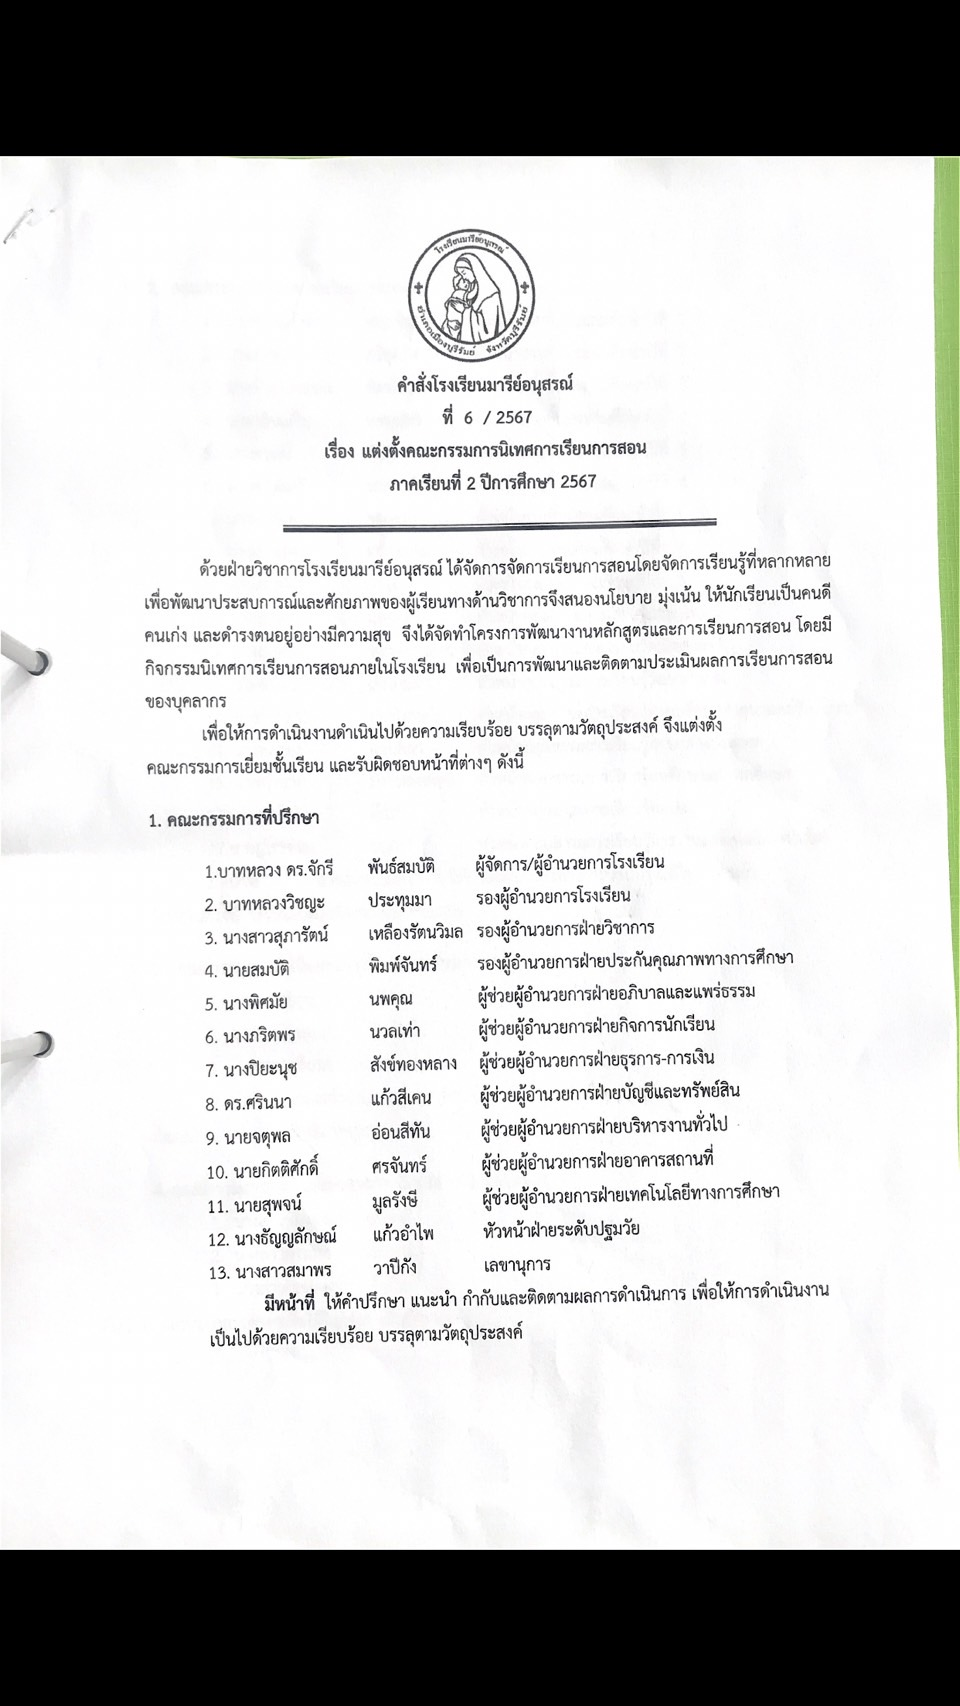 โรงเรียนมารีย์อนุสรณ์
อำเภอเมืองบุรีรัมย์ จังหวัดบุรีรัมย์
คำสั่งโรงเรียนมารีย์อนุสรณ์
ที่ 6 / 2567
เรื่อง แต่งตั้งคณะกรรมการนิเทศการเรียนการสอน
ภาคเรียนที่ 2 ปีการศึกษา 2567
ด้วยฝ่ายวิชาการโรงเรียนมารีย์อนุสรณ์ ได้จัดการจัดการเรียนการสอนโดยจัดการเรียนรู้ที่หลากหลาย
เพื่อพัฒนาประสบการณ์และศักยภาพของผู้เรียนทางด้านวิชาการจึงสนองนโยบาย มุ่งเน้น ให้นักเรียนเป็นคนดี
คนเก่ง และดำรงตนอยู่อย่างมีความสุข จึงได้จัดทำโครงการพัฒนางานหลักสูตรและการเรียนการสอน โดยมี
กิจกรรมนิเทศการเรียนการสอนภายในโรงเรียน เพื่อเป็นการพัฒนาและติดตามประเมินผลการเรียนการสอน
ของบุคลากร
เพื่อให้การดำเนินงานดำเนินไปด้วยความเรียบร้อย บรรลุตามวัตถุประสงค์ จึงแต่งตั้ง
คณะกรรมการเยี่ยมชั้นเรียน และรับผิดชอบหน้าที่ต่างๆ ดังนี้
1. คณะกรรมการที่ปรึกษา
1.บาทหลวง ดร.จักรี พันธ์สมบัติ ผู้จัดการ/ผู้อำนวยการโรงเรียน
2. บาทหลวงวิชญะ ประทุมมา รองผู้อำนวยการโรงเรียน
3. นางสาวสุภารัตน์ เหลืองรัตนวิมล รองผู้อำนวยการฝ่ายวิชาการ
4. นายสมบัติ พิมพ์จันทร์ รองผู้อำนวยการฝ่ายประกันคุณภาพทางการศึกษา
5. นางพิศมัย นพคุณ ผู้ช่วยผู้อำนวยการฝ่ายอภิบาลและแพร่ธรรม
6. นางภริตพร นวลเท่า ผู้ช่วยผู้อำนวยการฝ่ายกิจการนักเรียน
7. นางปิยะนุช สังข์ทองหลาง ผู้ช่วยผู้อำนวยการฝ่ายธุรการ-การเงิน
8. ดร.ศรินนา แก้วสีเคน ผู้ช่วยผู้อำนวยการฝ่ายบัญชีและทรัพย์สิน
9. นายจตุพล อ่อนสีทัน ผู้ช่วยผู้อำนวยการฝ่ายบริหารงานทั่วไป
10. นายกิตติศักดิ์ ศรจันทร์ ผู้ช่วยผู้อำนวยการฝ่ายอาคารสถานที่
11. นายสุพจน์ มูลรังษี ผู้ช่วยผู้อำนวยการฝ่ายเทคโนโลยีทางการศึกษา
12. นางธัญญลักษณ์ แก้วอำไพ หัวหน้าฝ่ายระดับปฐมวัย
13. นางสาวสมาพร วาปีกัง เลขานุการ
มีหน้าที่ ให้คำปรึกษา แนะนำ กำกับและติดตามผลการดำเนินการ เพื่อให้การดำเนินงาน
เป็นไปด้วยความเรียบร้อย บรรลุตามวัตถุประสงค์